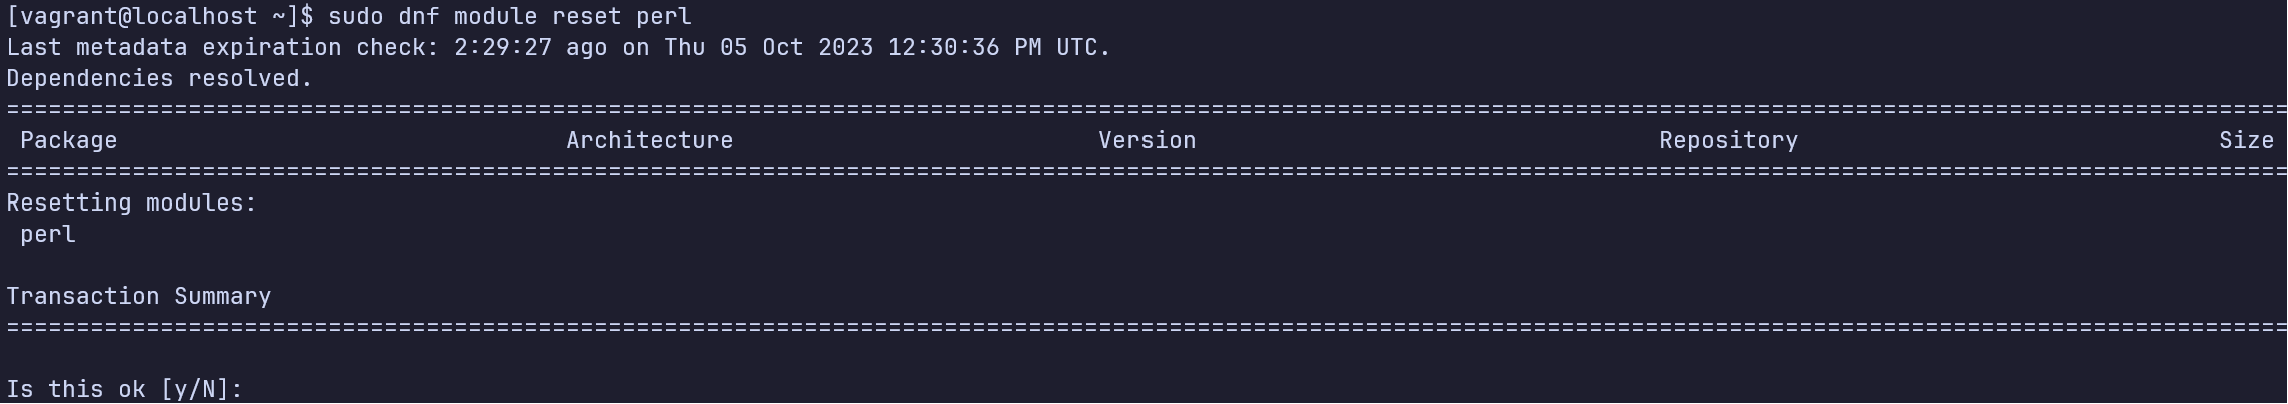 [vagrant@localhost ~]$ sudo dnf module reset perl
Last metadata expiration check: 2:29:27 ago on Thu 05 Oct 2023 12:30:36 PM UTC.
Dependencies resolved.
================================================================================
Package Architecture Version Repository Size
================================================================================
Resetting modules:
perl
Transaction Summary
================================================================================
Is this ok [y/N]: